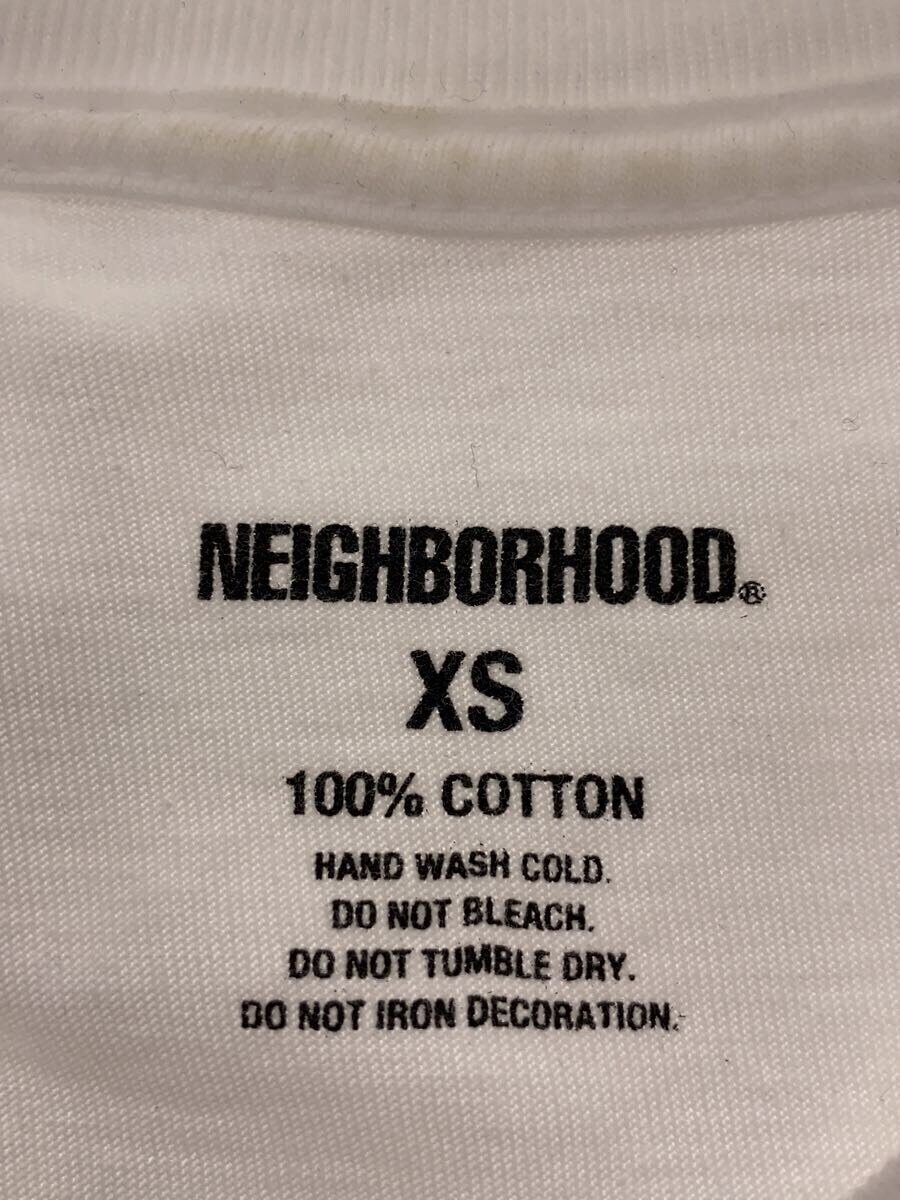 NEIGHBORHOOD®
XS
100% COTTON
HAND WASH COLD.
DO NOT BLEACH.
DO NOT TUMBLE DRY.
DO NOT IRON DECORATION.